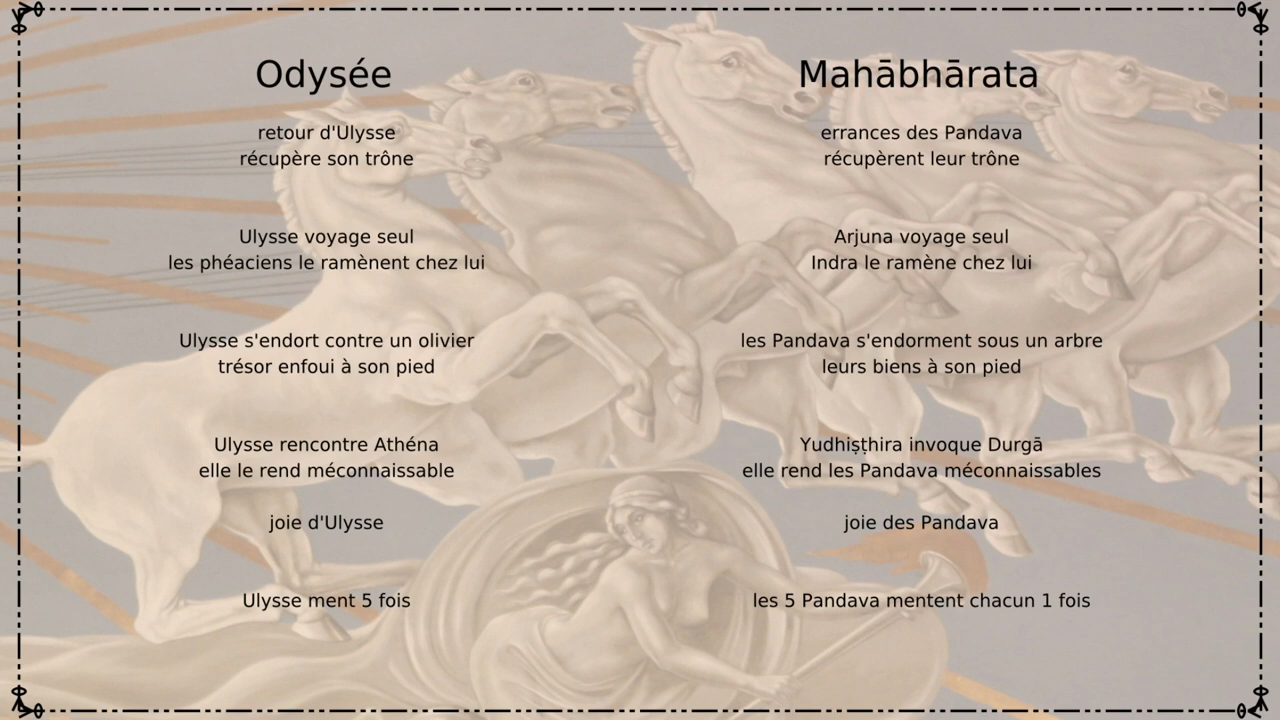 Odysée
retour d'Ulysse
récupère son trône
Ulysse voyage seul
les phéaciens le ramènent chez lui
Ulysse s'endort contre un olivier
trésor enfoui à son pied
Ulysse rencontre Athéna
elle le rend méconnaissable
joie d'Ulysse
Ulysse ment 5 fois
Mahābhārata
errances des Pandava
récupèrent leur trône
Arjuna voyage seul
Indra le ramène chez lui
les Pandava s'endorment sous un arbre
leurs biens à son pied
Yudhiṣṭhira invoque Durgā
elle rend les Pandava méconnaissables
joie des Pandava
les 5 Pandava mentent chacun 1 fois